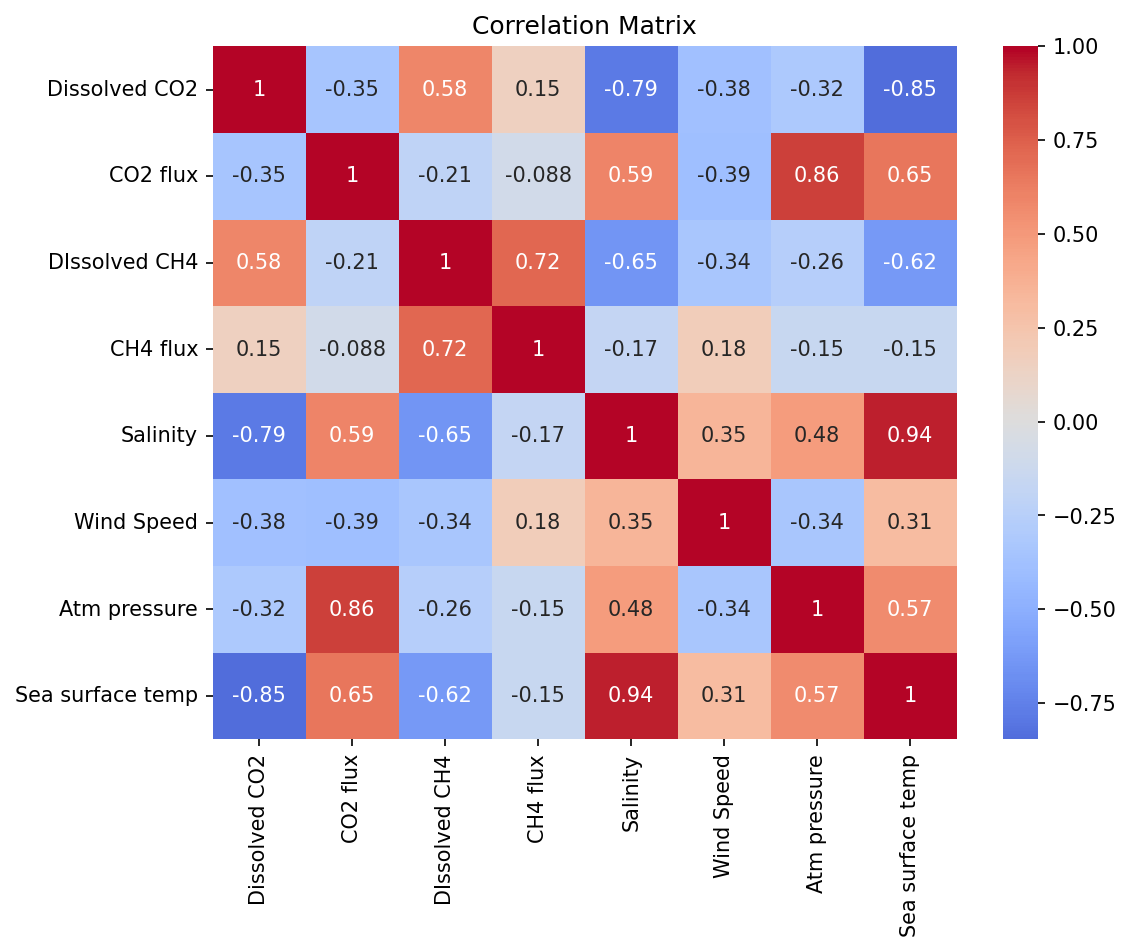 Correlation Matrix
Dissolved CO2 1 -0.35 0.58 0.15 -0.79 -0.38 -0.32 -0.85
CO2 flux -0.35 1 -0.21 -0.088 0.59 -0.39 0.86 0.65
DIssolved CH4 0.58 -0.21 1 0.72 -0.65 -0.34 -0.26 -0.62
CH4 flux 0.15 -0.088 0.72 1 -0.17 0.18 -0.15 -0.15
Salinity -0.79 0.59 -0.65 -0.17 1 0.35 0.48 0.94
Wind Speed -0.38 -0.39 -0.34 0.18 0.35 1 -0.34 0.31
Atm pressure -0.32 0.86 -0.26 -0.15 0.48 -0.34 1 0.57
Sea surface temp -0.85 0.65 -0.62 -0.15 0.94 0.31 0.57 1
Dissolved CO2
CO2 flux
DIssolved CH4
CH4 flux
Salinity
Wind Speed
Atm pressure
Sea surface temp
1.00
0.75
0.50
0.25
0.00
−0.25
−0.50
−0.75